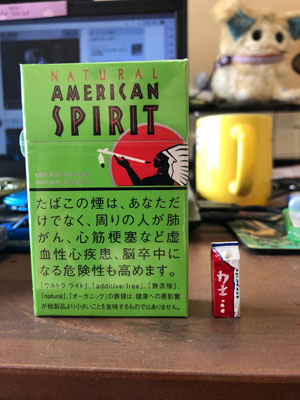 NATURAL
AMERICAN
SPIRIT
100% ADDITIVE-FREE
NATURAL
たばこの煙は、あなただ
けでなく、周りの人が肺
がん、心筋梗塞など虚
血性心疾患、脳卒中に
なる危険性も高めます。
「ウルトラ ライト」、「additive-free」、「無添加」、
「natural」、「オーガニック」の表現は、健康への悪影響
が他製品より小さいことを意味するものではありません。